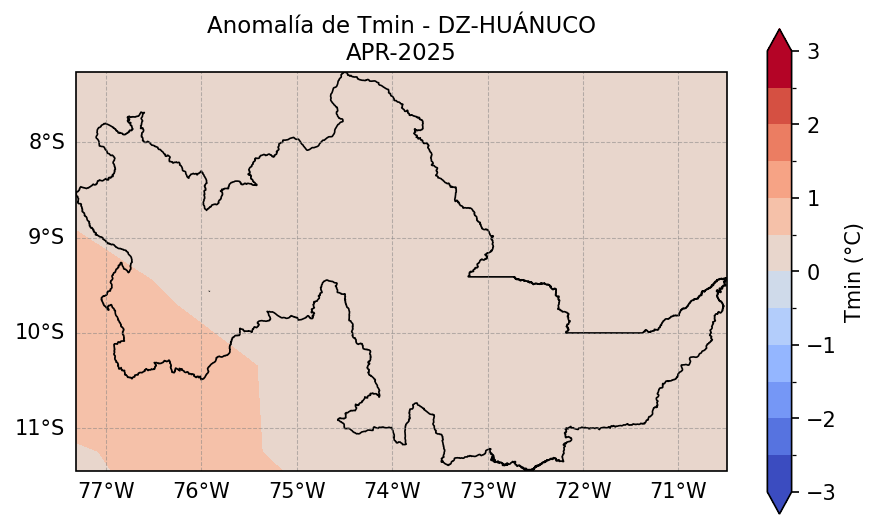 Anomalía de Tmin - DZ-HUÁNUCO
APR-2025
8°S
9°S
10°S
11°S
77°W 76°W 75°W 74°W 73°W 72°W 71°W
3
2
1
0
−1
−2
−3
Tmin (°C)